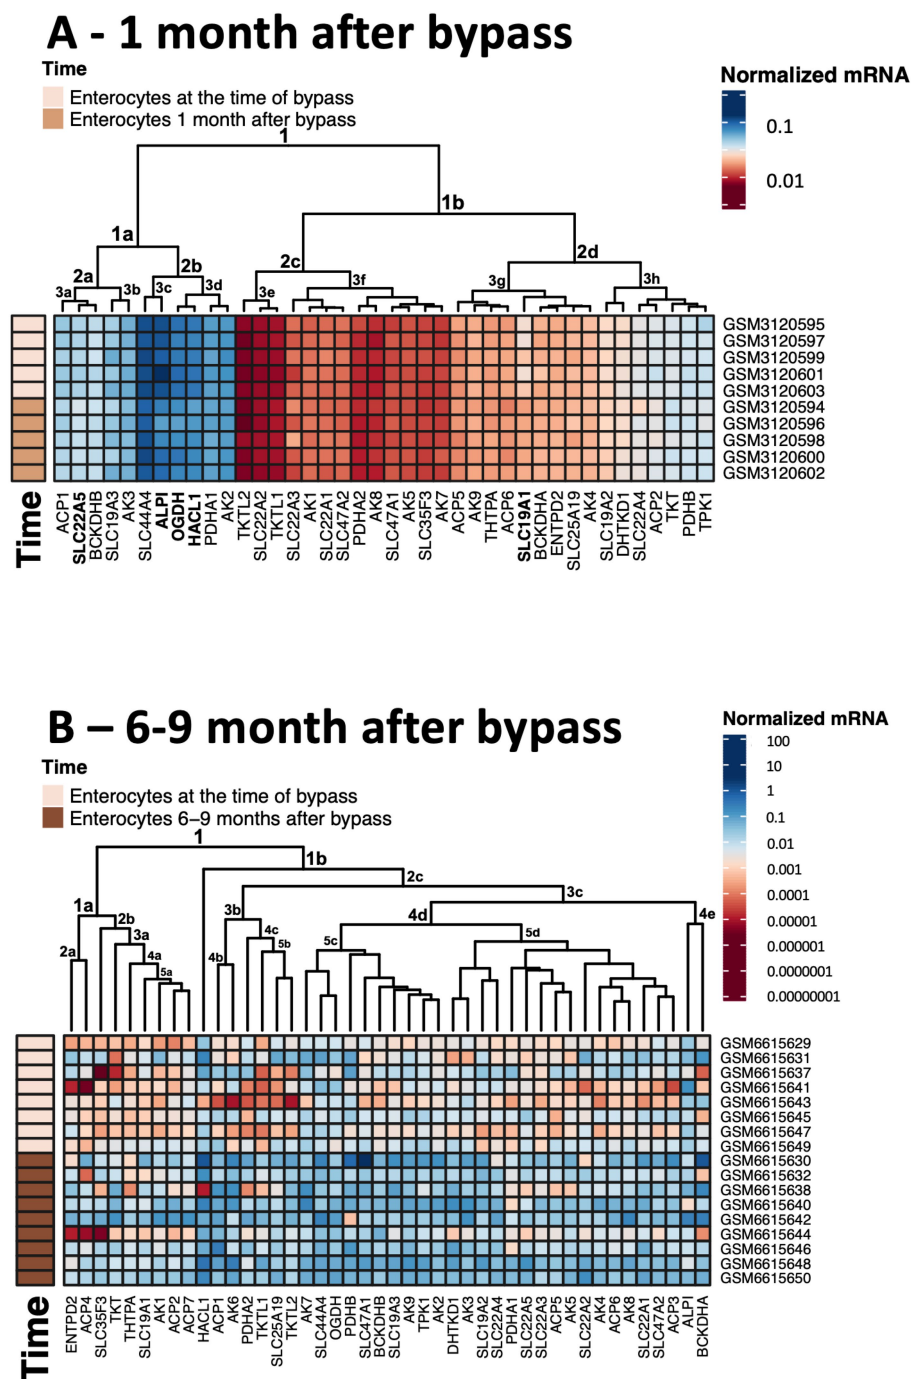 A - 1 month after bypass
Time
Enterocytes at the time of bypass
Enterocytes 1 month after bypass
Normalized mRNA
0.1
0.01
1
1a
1b
2a
2b
2c
2d
3a
3b
3c
3d
3e
3f
3g
3h
GSM3120595
GSM3120597
GSM3120599
GSM3120601
GSM3120603
GSM3120594
GSM3120596
GSM3120598
GSM3120600
GSM3120602
Time
ACP1
SLC22A5
BCKDHB
SLC19A3
AK3
SLC44A4
ALPI
OGDH
HACL1
PDHA1
AK2
TKTL2
SLC22A2
TKTL1
SLC22A3
AK1
SLC22A1
SLC47A2
PDHA2
AK8
SLC47A1
AK5
SLC35F3
AK7
ACP5
AK9
THTPA
ACP6
SLC19A1
BCKDHA
ENTPD2
SLC25A19
AK4
SLC19A2
DHTKD1
SLC22A4
ACP2
TKT
PDHB
TPK1
B – 6-9 month after bypass
Time
Enterocytes at the time of bypass
Enterocytes 6–9 months after bypass
Normalized mRNA
100
10
1
0.1
0.01
0.001
0.0001
0.00001
0.000001
0.0000001
0.00000001
1
1b
2c
3c
1a
2b
3b
4d
4e
2a
3a
4c
5c
5d
4a
4b
5b
5a
GSM6615629
GSM6615631
GSM6615637
GSM6615641
GSM6615643
GSM6615645
GSM6615647
GSM6615649
GSM6615630
GSM6615632
GSM6615638
GSM6615640
GSM6615642
GSM6615644
GSM6615646
GSM6615648
GSM6615650
Time
ENTPD2
ACP4
SLC35F3
TKT
THTPA
SLC19A1
AK1
ACP2
ACP7
HACL1
ACP1
AK6
PDHA2
TKTL1
SLC25A19
TKTL2
AK7
SLC44A4
OGDH
PDHB
SLC47A1
BCKDHB
SLC19A3
AK9
TPK1
AK2
DHTKD1
AK3
SLC19A2
SLC22A4
PDHA1
SLC22A5
SLC22A3
ACP5
AK5
SLC22A2
AK4
ACP6
AK8
SLC22A1
SLC47A2
ACP3
ALPI
BCKDHA